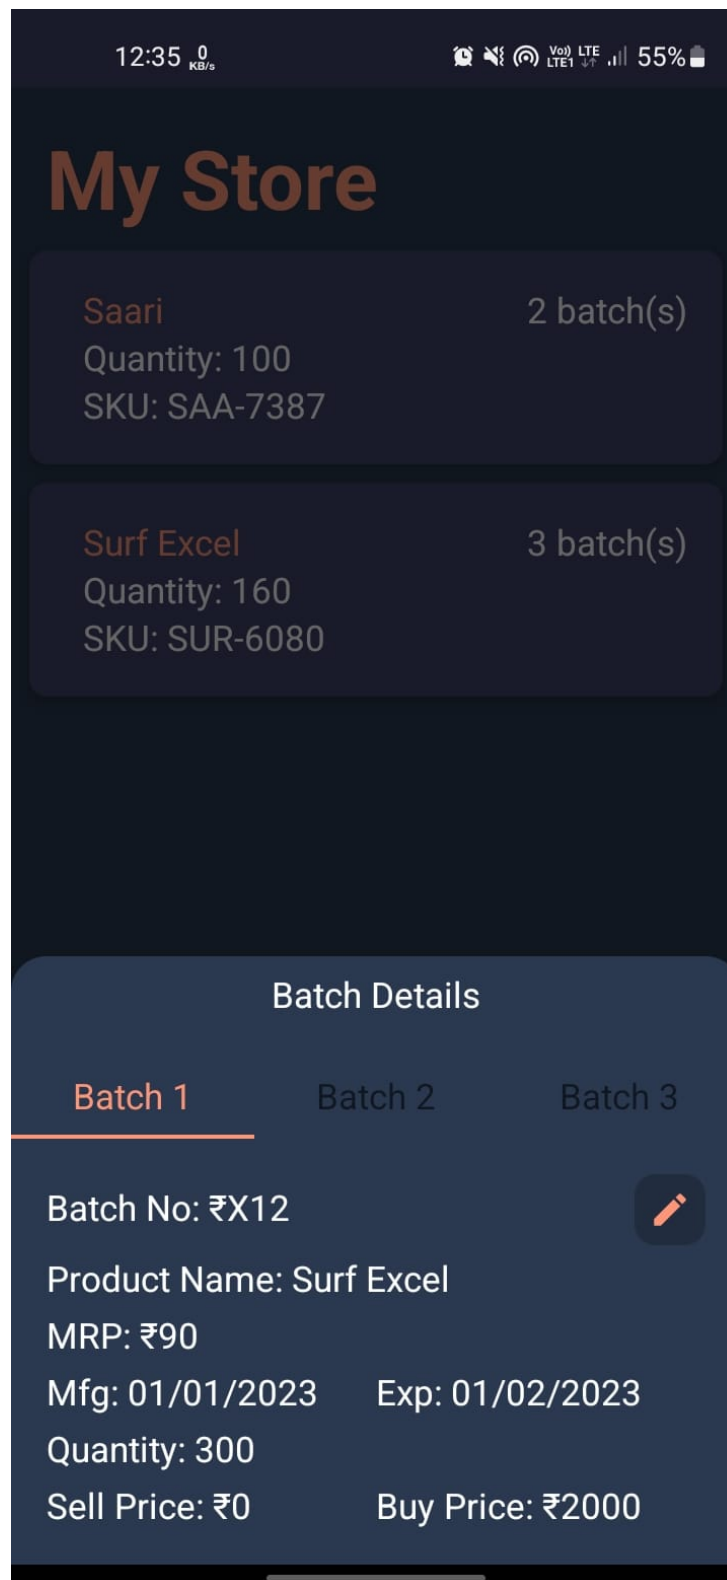 12:35 0 KB/s Vo)) LTE1 LTE 55%
My Store
Saari 2 batch(s)
Quantity: 100
SKU: SAA-7387
Surf Excel 3 batch(s)
Quantity: 160
SKU: SUR-6080
Batch Details
Batch 1 Batch 2 Batch 3
Batch No: ₹X12
Product Name: Surf Excel
MRP: ₹90
Mfg: 01/01/2023 Exp: 01/02/2023
Quantity: 300
Sell Price: ₹0 Buy Price: ₹2000